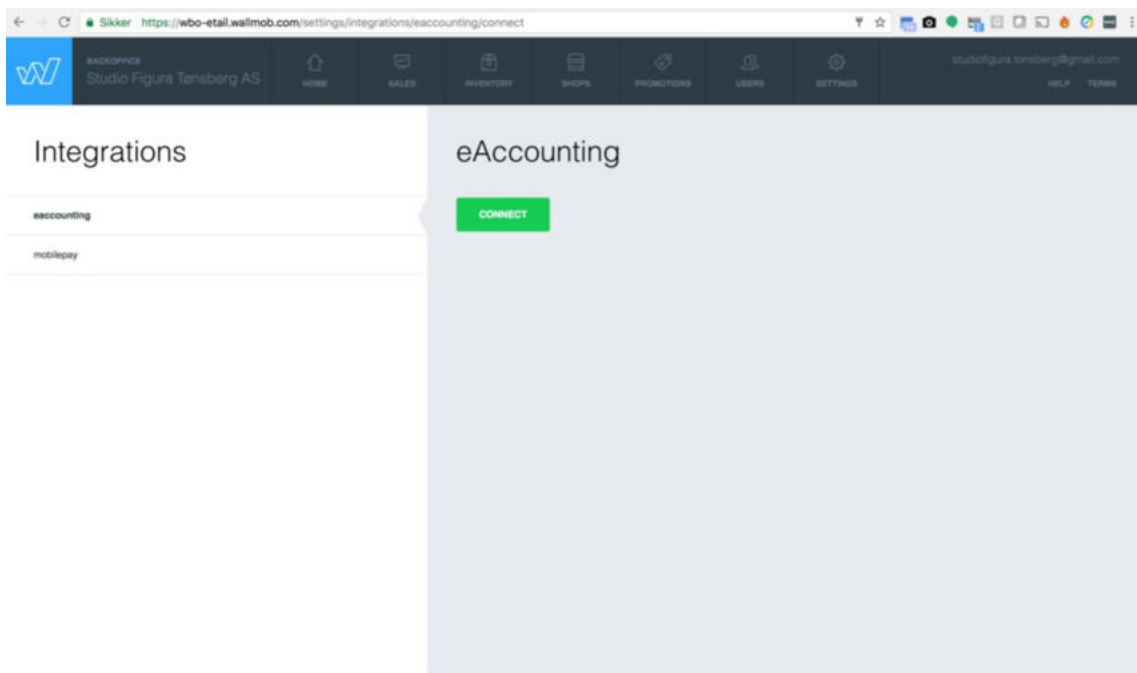 Sikker https://wbo-etail.wallmob.com/settings/integrations/eaccounting/connect
BACKOFFICE
Studio Figura Tønsberg AS
HOME
SALES
INVENTORY
SHOPS
PROMOTIONS
USERS
SETTINGS
studiofigura.tonsberg@gmail.com
HELP TERMS
Integrations
eaccounting
mobilepay
eAccounting
CONNECT